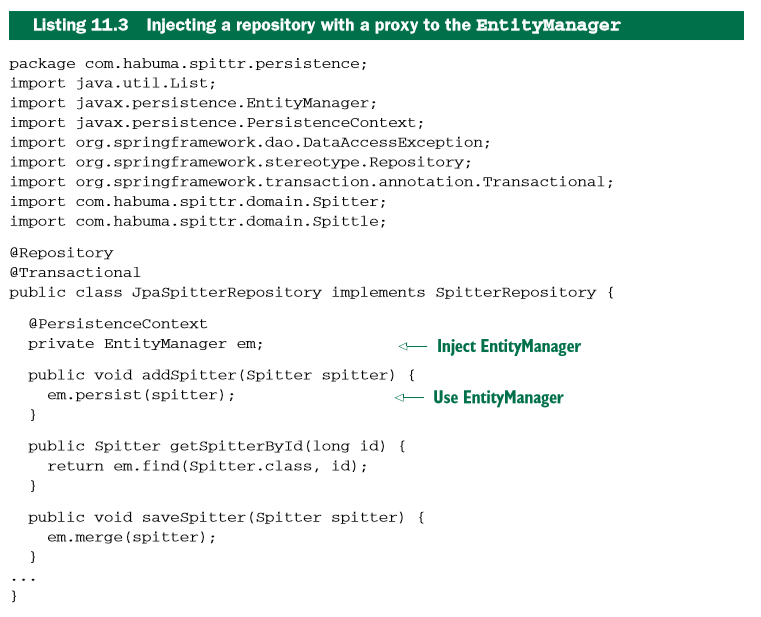 Listing 11.3 Injecting a repository with a proxy to the EntityManager
package com.habuma.spittr.persistence;
import java.util.List;
import javax.persistence.EntityManager;
import javax.persistence.PersistenceContext;
import org.springframework.dao.DataAccessException;
import org.springframework.stereotype.Repository;
import org.springframework.transaction.annotation.Transactional;
import com.habuma.spittr.domain.Spitter;
import com.habuma.spittr.domain.Spittle;
@Repository
@Transactional
public class JpaSpitterRepository implements SpitterRepository {
@PersistenceContext
private EntityManager em; Inject EntityManager
public void addSpitter(Spitter spitter) {
em.persist(spitter); Use EntityManager
}
public Spitter getSpitterById(long id) {
return em.find(Spitter.class, id);
}
public void saveSpitter(Spitter spitter) {
em.merge(spitter);
}
...
}